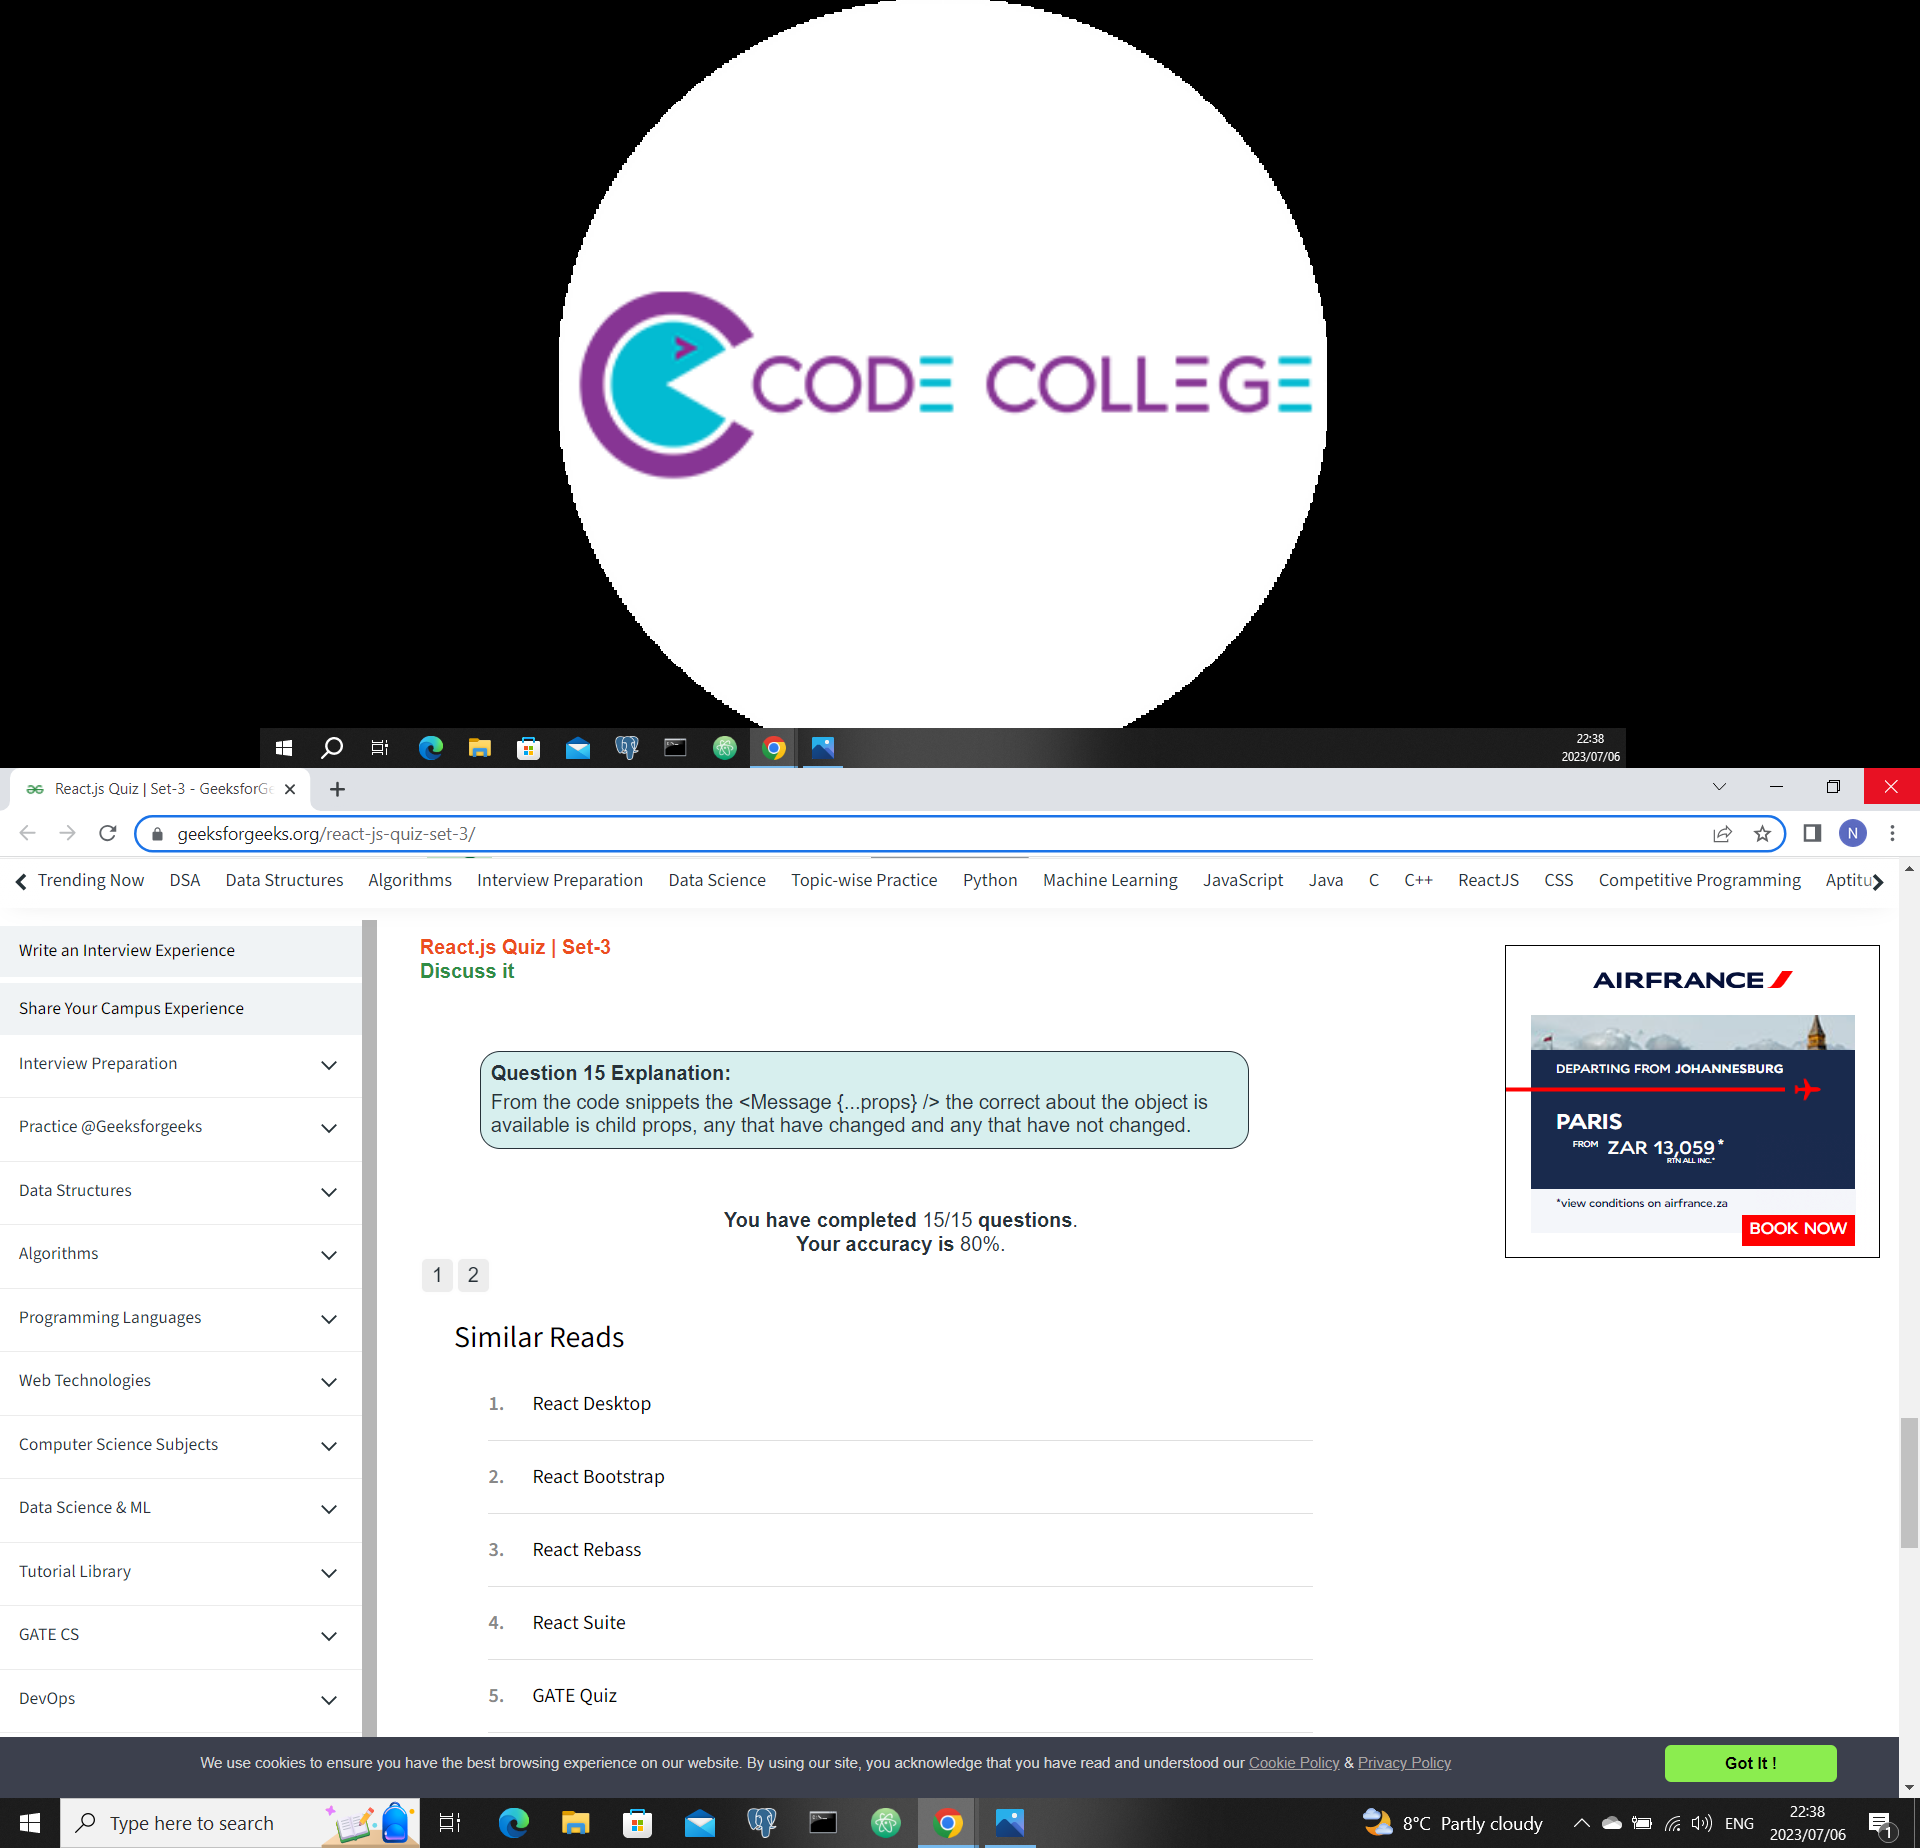 CODE COLLEGE
22:38
2023/07/06
React.js Quiz | Set-3 - GeeksforGe
geeksforgeeks.org/react-js-quiz-set-3/
N
Trending Now DSA Data Structures Algorithms Interview Preparation Data Science Topic-wise Practice Python Machine Learning JavaScript Java C C++ ReactJS CSS Competitive Programming Aptitu
Write an Interview Experience
Share Your Campus Experience
Interview Preparation
Practice @Geeksforgeeks
Data Structures
Algorithms
Programming Languages
Web Technologies
Computer Science Subjects
Data Science & ML
Tutorial Library
GATE CS
DevOps
React.js Quiz | Set-3
Discuss it
Question 15 Explanation:
From the code snippets the <Message {...props} /> the correct about the object is
available is child props, any that have changed and any that have not changed.
You have completed 15/15 questions.
Your accuracy is 80%.
1 2
Similar Reads
1. React Desktop
2. React Bootstrap
3. React Rebass
4. React Suite
5. GATE Quiz
AIRFRANCE
DEPARTING FROM JOHANNESBURG
PARIS
FROM ZAR 13,059*
RTN ALL INC.*
*view conditions on airfrance.za
BOOK NOW
We use cookies to ensure you have the best browsing experience on our website. By using our site, you acknowledge that you have read and understood our Cookie Policy & Privacy Policy
Got It !
Type here to search
8°C Partly cloudy
ENG
22:38
2023/07/06
1